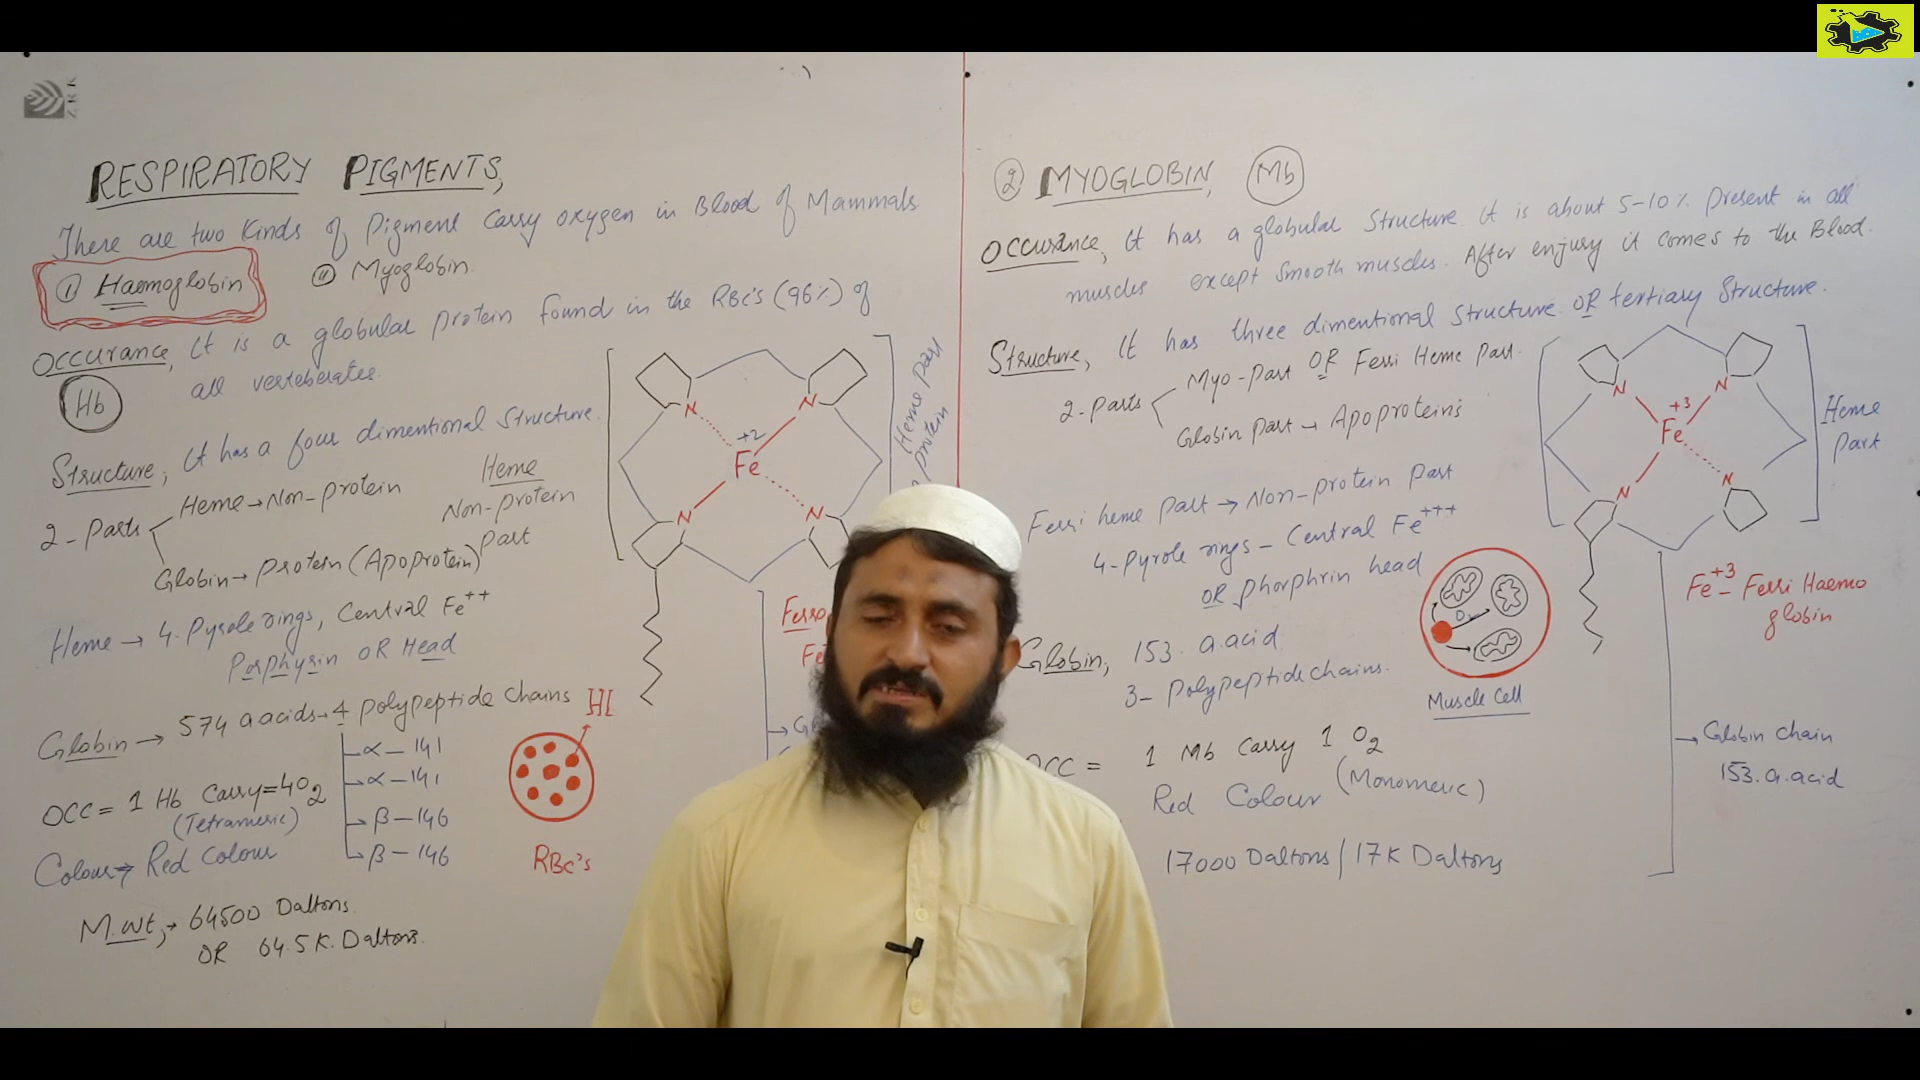 ZRK
RESPIRATORY PIGMENTS,
There are two Kinds of Pigment Carry oxygen in Blood of Mammals
① Haemoglobin
⑪ Myoglobin.
Occurance, It is a globular protein found in the RBC's (96%) of
all verteberates.
Hb
Structure, It has a four dimentional Structure.
2-Parts
Heme → Non-protein
Globin → Protein (Apoprotein)
Heme
Non-protein
Part
Heme → 4-Pyrole rings, Central Fe++
Porphyrin OR Head
Globin → 574 a acids - 4 polypeptide Chains
α - 141
α - 141
β - 146
β - 146
OCC = 1 Hb Carry = 4O2
(Tetrameric)
Colour → Red Colour
M.wt, → 64500 Daltons.
OR 64.5 K. Daltons.
RBC's
N
N
+2
Fe
N
N
Heme part
protein
Ferro
Fe
② MYOGLOBIN, Mb
Occurance, It has a globular Structure It is about 5-10% Present in all
muscles except Smooth muscles. After enjury it Comes to the Blood.
Structure, It has three dimentional Structure OR tertiary Structure.
2-Parts
Myo-Part OR Ferri Heme Part.
Globin Part → Apoproteins
Ferri heme Part → Non-protein Part
4-Pyrole rings - Central Fe+++
OR Phorphrin head
Globin, 153. a.acid.
3- Polypeptide chains.
OCC = 1 Mb Carry 1 O2
(Monomeric)
Red Colour
17000 Daltons / 17 K Daltons
O2
Muscle Cell
N
N
+3
Fe
N
N
Heme
Part
Fe+3 - Ferri Haemo
globin
→ Globin Chain
153. a. acid